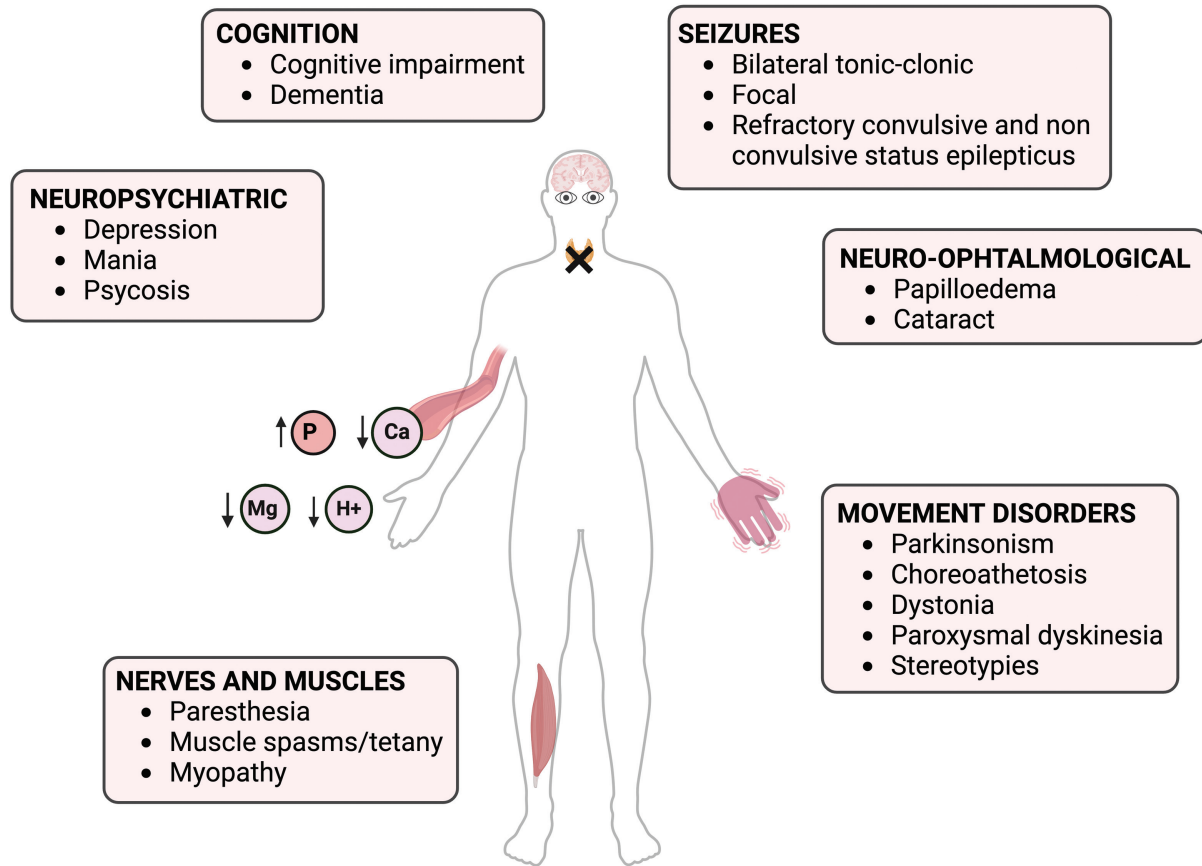 COGNITION
• Cognitive impairment
• Dementia
SEIZURES
• Bilateral tonic-clonic
• Focal
• Refractory convulsive and non
convulsive status epilepticus
NEUROPSYCHIATRIC
• Depression
• Mania
• Psycosis
NEURO-OPHTALMOLOGICAL
• Papilloedema
• Cataract
↑ P ↓ Ca
↓ Mg ↓ H+
MOVEMENT DISORDERS
• Parkinsonism
• Choreoathetosis
• Dystonia
• Paroxysmal dyskinesia
• Stereotypies
NERVES AND MUSCLES
• Paresthesia
• Muscle spasms/tetany
• Myopathy